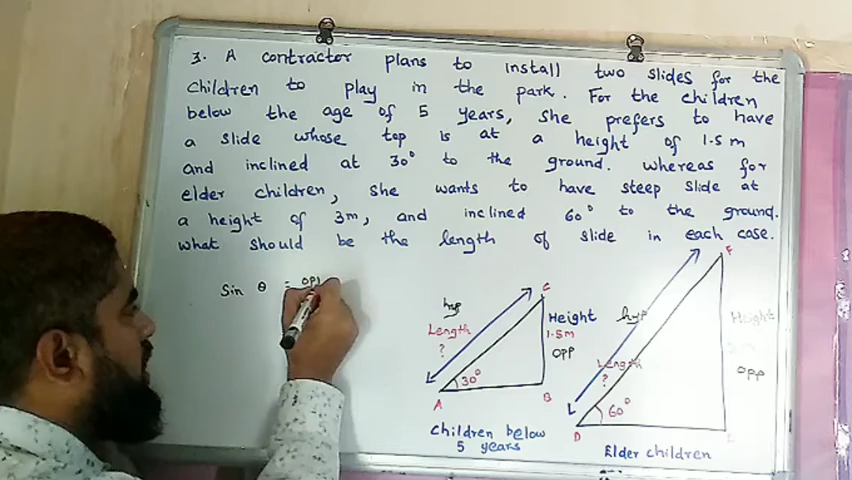 3. A contractor plans to install two slides for the
children to play in the park. For the children
below the age of 5 years, she prefers to have
a slide whose top is at a height of 1.5 m
and inclined at 30° to the ground. whereas for
elder children, she wants to have steep slide at
a height of 3m, and inclined 60° to the ground.
what should be the length of slide in each case.
Sin θ = opp
hyp
Length
?
30°
A
B
C
Height
1.5m
opp
Children below
5 years
hyp
Length
?
60°
D
F
Height
opp
Elder children